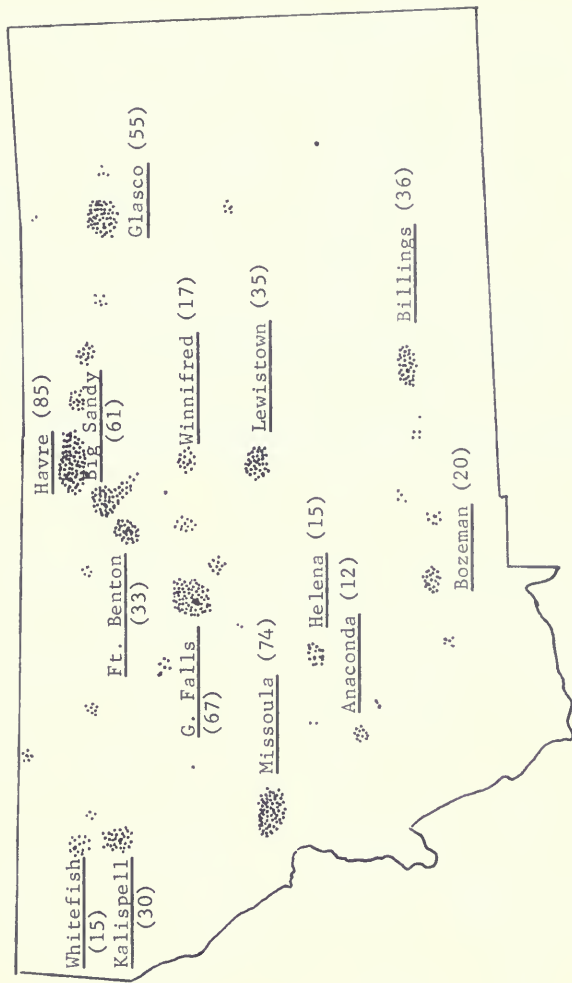 Havre (85)
Big Sandy
(61)
Glasco (55)
Whitefish
(15)
Kalispell
(30)
Ft. Benton
(33)
G. Falls
(67)
Winnifred (17)
Missoula (74)
Lewistown (35)
Helena (15)
Anaconda (12)
Bozeman (20)
Billings (36)